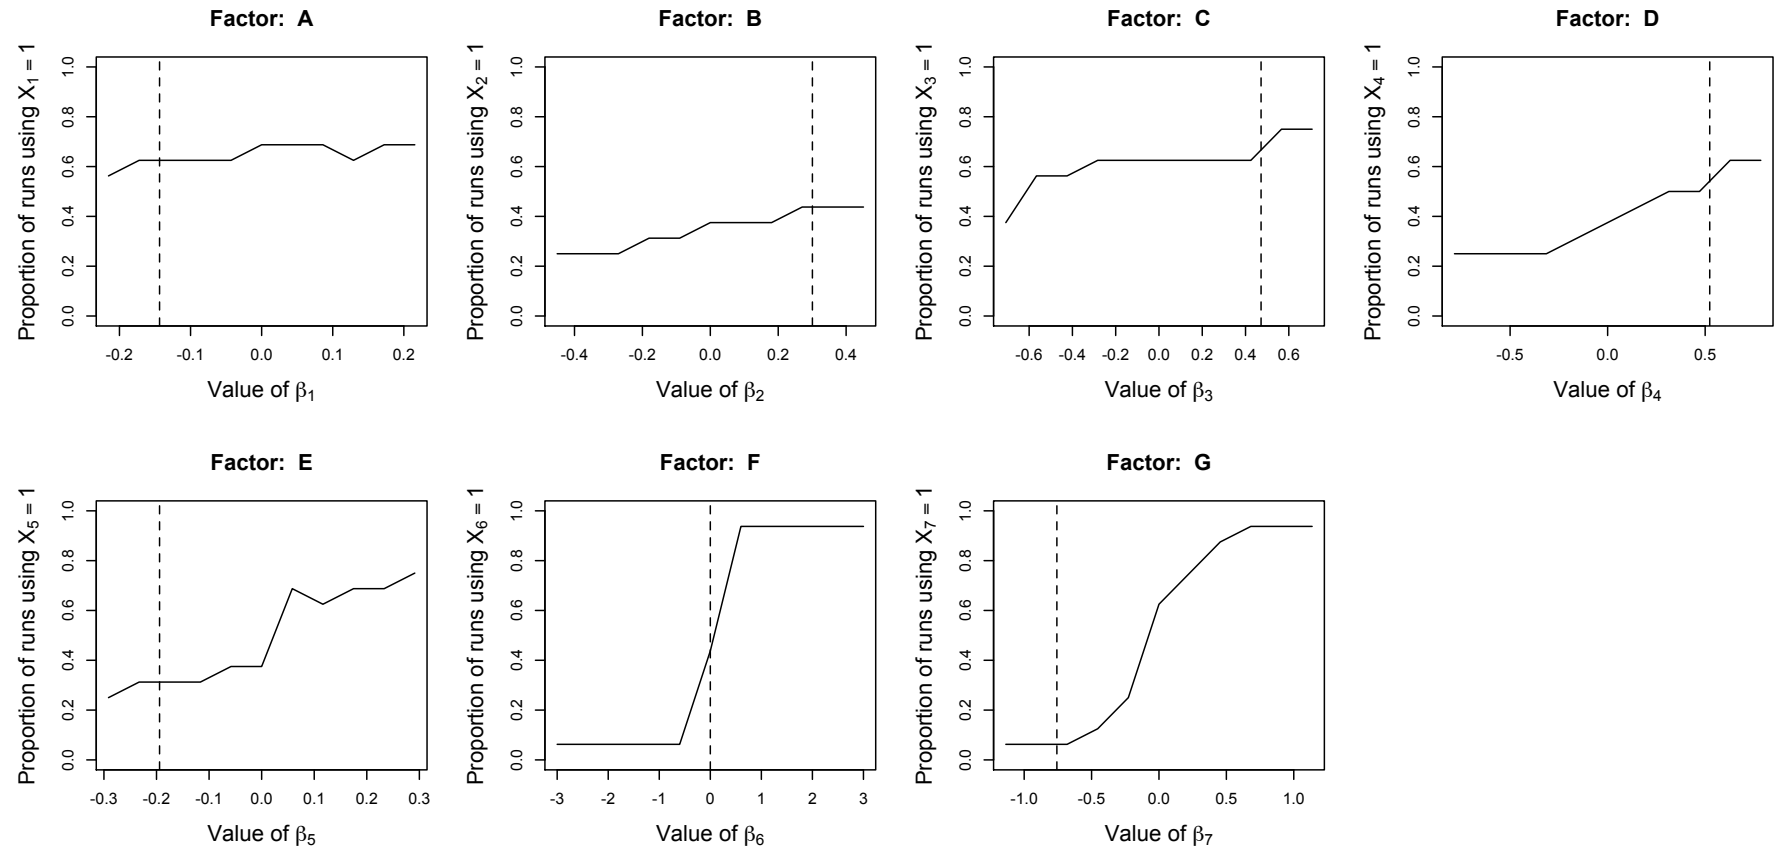 Factor: A
Proportion of runs using X1 = 1
1.0
0.8
0.6
0.4
0.2
0.0
-0.2 -0.1 0.0 0.1 0.2
Value of β1
Factor: B
Proportion of runs using X2 = 1
1.0
0.8
0.6
0.4
0.2
0.0
-0.4 -0.2 0.0 0.2 0.4
Value of β2
Factor: C
Proportion of runs using X3 = 1
1.0
0.8
0.6
0.4
0.2
0.0
-0.6 -0.4 -0.2 0.0 0.2 0.4 0.6
Value of β3
Factor: D
Proportion of runs using X4 = 1
1.0
0.8
0.6
0.4
0.2
0.0
-0.5 0.0 0.5
Value of β4
Factor: E
Proportion of runs using X5 = 1
1.0
0.8
0.6
0.4
0.2
0.0
-0.3 -0.2 -0.1 0.0 0.1 0.2 0.3
Value of β5
Factor: F
Proportion of runs using X6 = 1
1.0
0.8
0.6
0.4
0.2
0.0
-3 -2 -1 0 1 2 3
Value of β6
Factor: G
Proportion of runs using X7 = 1
1.0
0.8
0.6
0.4
0.2
0.0
-1.0 -0.5 0.0 0.5 1.0
Value of β7